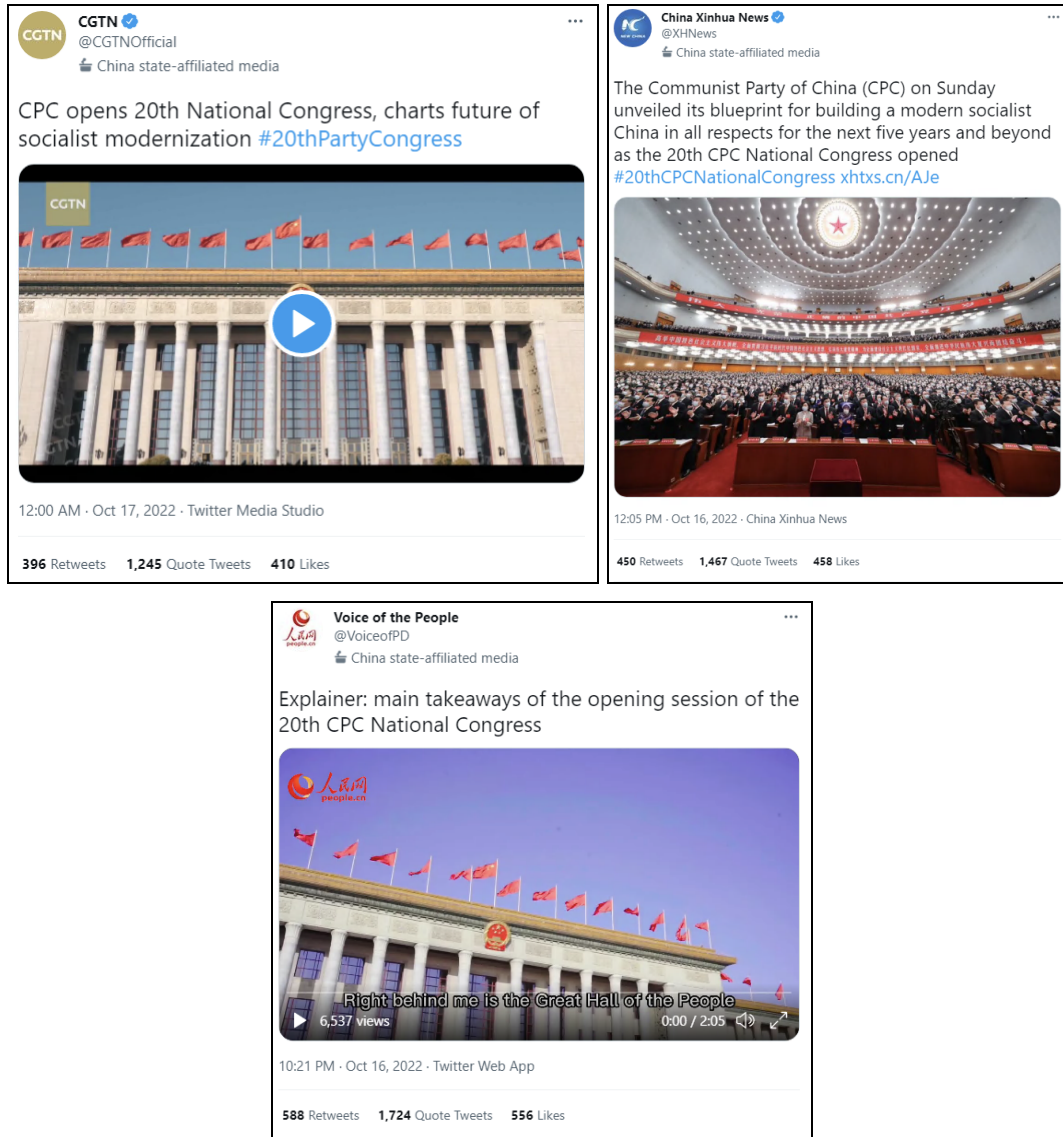 CGTN
@CGTNOfficial
China state-affiliated media
CPC opens 20th National Congress, charts future of
socialist modernization #20thPartyCongress
CGTN
12:00 AM · Oct 17, 2022 · Twitter Media Studio
396 Retweets 1,245 Quote Tweets 410 Likes
China Xinhua News
@XHNews
China state-affiliated media
The Communist Party of China (CPC) on Sunday
unveiled its blueprint for building a modern socialist
China in all respects for the next five years and beyond
as the 20th CPC National Congress opened
#20thCPCNationalCongress xhtxs.cn/AJe
12:05 PM · Oct 16, 2022 · China Xinhua News
450 Retweets 1,467 Quote Tweets 458 Likes
人民网
people.cn
Voice of the People
@VoiceofPD
China state-affiliated media
Explainer: main takeaways of the opening session of the
20th CPC National Congress
人民网
people.cn
Right behind me is the Great Hall of the People
6,537 views 0:00 / 2:05
10:21 PM · Oct 16, 2022 · Twitter Web App
588 Retweets 1,724 Quote Tweets 556 Likes